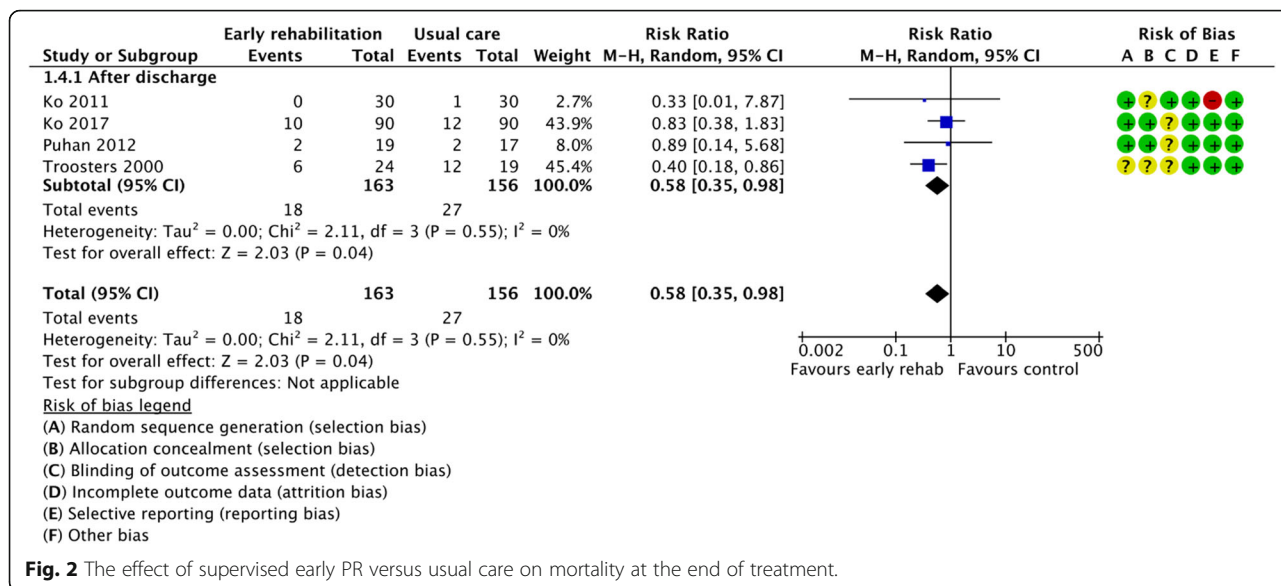 Early rehabilitation Usual care Risk Ratio Risk Ratio Risk of Bias
Study or Subgroup Events Total Events Total Weight M-H, Random, 95% CI M-H, Random, 95% CI A B C D E F
1.4.1 After discharge
Ko 2011 0 30 1 30 2.7% 0.33 [0.01, 7.87] + ? + + - +
Ko 2017 10 90 12 90 43.9% 0.83 [0.38, 1.83] + + ? + + +
Puhan 2012 2 19 2 17 8.0% 0.89 [0.14, 5.68] + + ? + + +
Troosters 2000 6 24 12 19 45.4% 0.40 [0.18, 0.86] ? ? ? + + +
Subtotal (95% CI) 163 156 100.0% 0.58 [0.35, 0.98]
Total events 18 27
Heterogeneity: Tau² = 0.00; Chi² = 2.11, df = 3 (P = 0.55); I² = 0%
Test for overall effect: Z = 2.03 (P = 0.04)
Total (95% CI) 163 156 100.0% 0.58 [0.35, 0.98]
Total events 18 27
Heterogeneity: Tau² = 0.00; Chi² = 2.11, df = 3 (P = 0.55); I² = 0%
Test for overall effect: Z = 2.03 (P = 0.04)
Test for subgroup differences: Not applicable
0.002 0.1 1 10 500
Favours early rehab Favours control
Risk of bias legend
(A) Random sequence generation (selection bias)
(B) Allocation concealment (selection bias)
(C) Blinding of outcome assessment (detection bias)
(D) Incomplete outcome data (attrition bias)
(E) Selective reporting (reporting bias)
(F) Other bias
Fig. 2 The effect of supervised early PR versus usual care on mortality at the end of treatment.